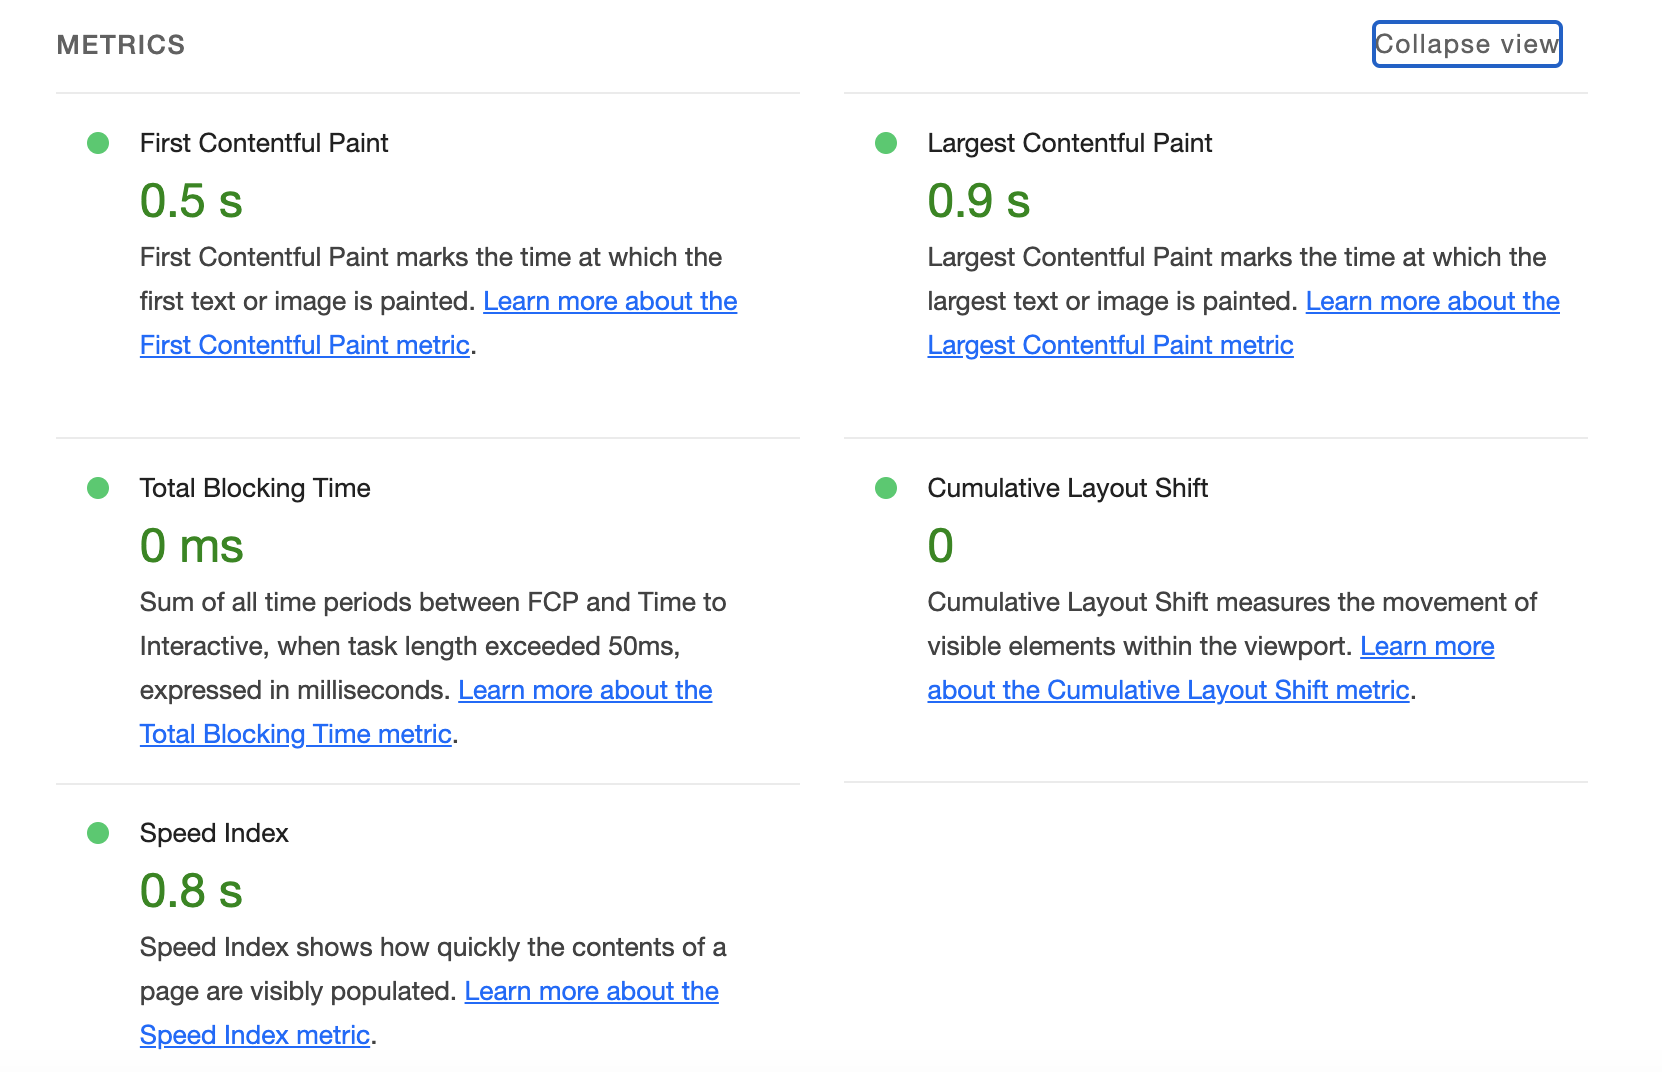 METRICS
Collapse view
First Contentful Paint
0.5 s
First Contentful Paint marks the time at which the
first text or image is painted. Learn more about the
First Contentful Paint metric.
Largest Contentful Paint
0.9 s
Largest Contentful Paint marks the time at which the
largest text or image is painted. Learn more about the
Largest Contentful Paint metric
Total Blocking Time
0 ms
Sum of all time periods between FCP and Time to
Interactive, when task length exceeded 50ms,
expressed in milliseconds. Learn more about the
Total Blocking Time metric.
Cumulative Layout Shift
0
Cumulative Layout Shift measures the movement of
visible elements within the viewport. Learn more
about the Cumulative Layout Shift metric.
Speed Index
0.8 s
Speed Index shows how quickly the contents of a
page are visibly populated. Learn more about the
Speed Index metric.